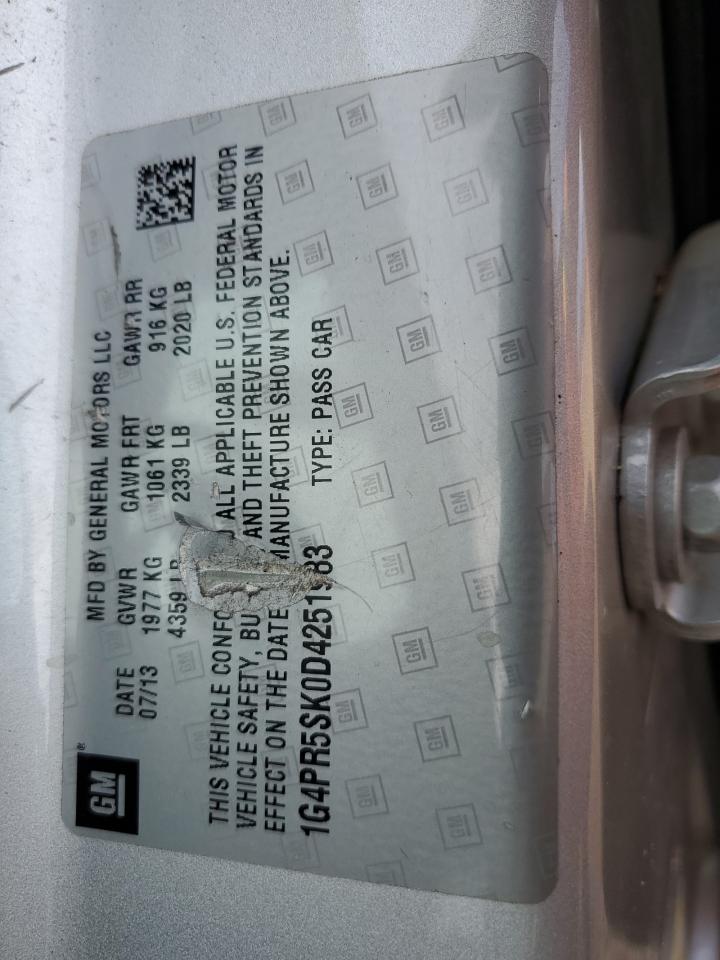 GM
MFD BY GENERAL MOTORS LLC
DATE GVWR GAWR FRT GAWR RR
07/13 1977 KG 1061 KG 916 KG
4359 LB 2339 LB 2020 LB
THIS VEHICLE ALL APPLICABLE U.S. FEDERAL MOTOR
VEHICLE SAFETY, AND THEFT PREVENTION STANDARDS IN
EFFECT ON THE DATE MANUFACTURE SHOWN ABOVE.
1G4PR5SK0D4251983 TYPE: PASS CAR